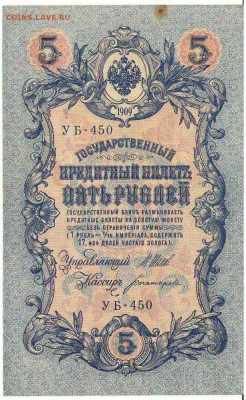 COINS.LAVE.RU
5 5
1909
УБ-450
ГОСУДАРСТВЕННЫЙ
КРЕДИТНЫЙ БИЛЕТЪ
ПЯТЬ РУБЛЕЙ
ГОСУДАРСТВЕННЫЙ БАНКЪ РАЗМѢНИВАЕТЪ
КРЕДИТНЫЕ БИЛЕТЫ НА ЗОЛОТУЮ МОНЕТУ
БЕЗЪ ОГРАНИЧЕНІЯ СУММЫ
(1 РУБЛЬ = 1/15 ИМПЕРІАЛА, СОДЕРЖИТЪ
17,424 ДОЛЕЙ ЧИСТАГО ЗОЛОТА).
Управляющій
Кассиръ
УБ-450
5